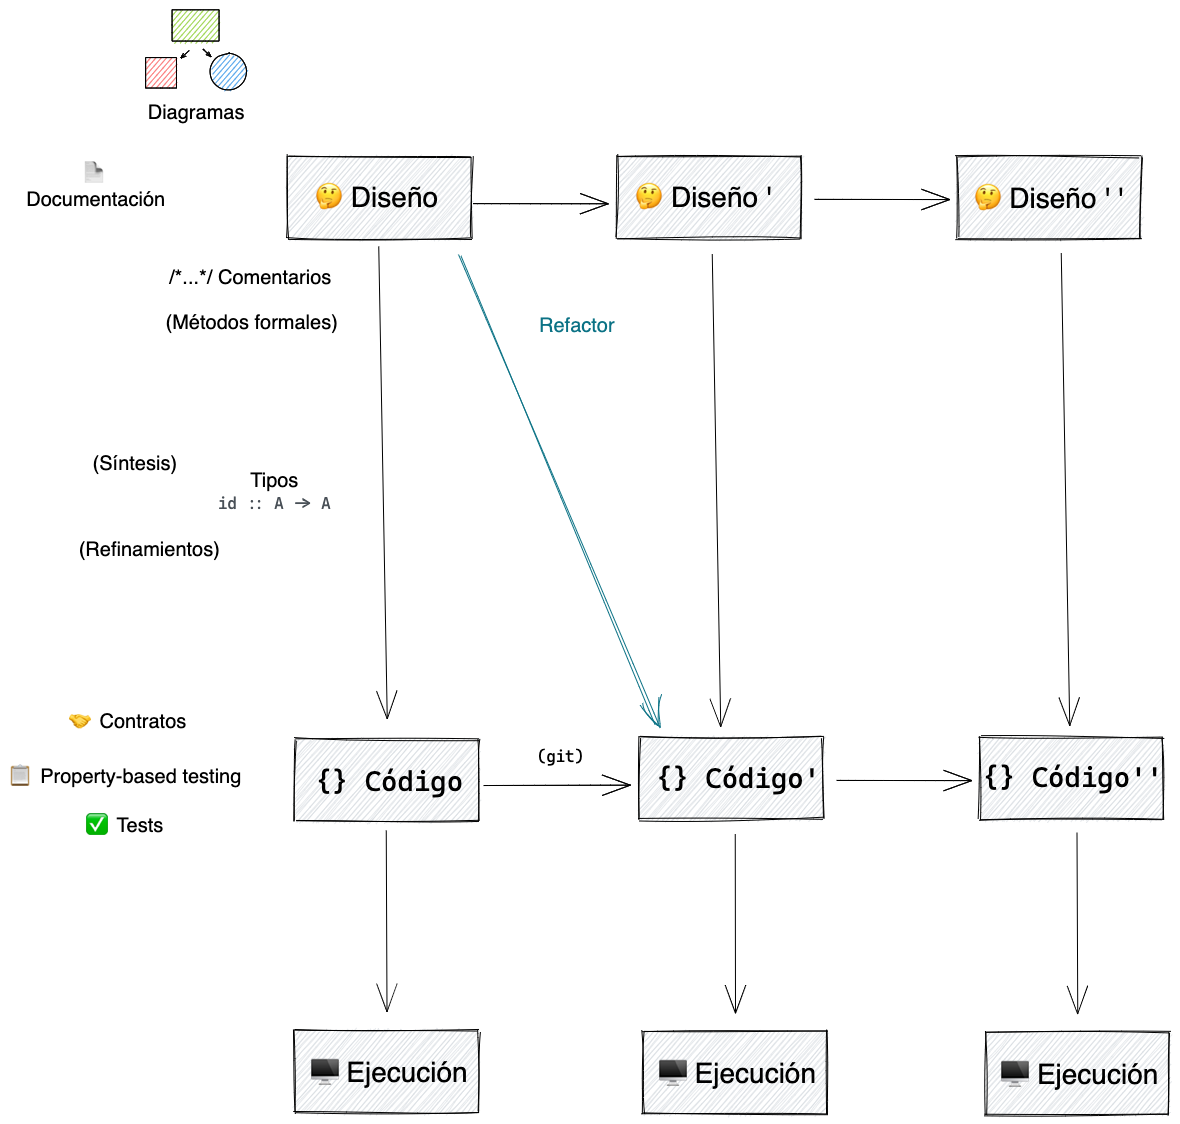 Diagramas
Documentación
Diseño
Diseño '
Diseño ' '
/*...*/ Comentarios
(Métodos formales)
Refactor
(Síntesis)
Tipos
id :: A → A
(Refinamientos)
Contratos
Property-based testing
Tests
(git)
{} Código
{} Código'
{} Código''
Ejecución
Ejecución
Ejecución